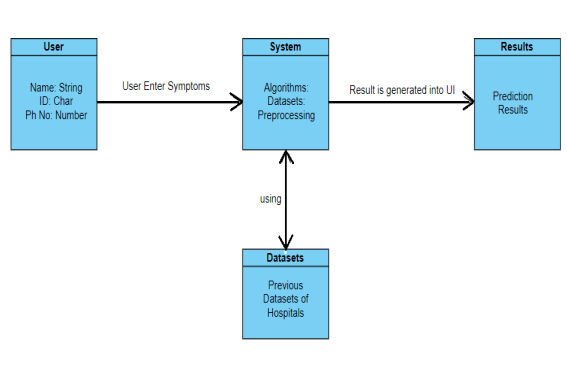 User
Name: String
ID: Char
Ph No: Number
User Enter Symptoms
System
Algorithms:
Datasets:
Preprocessing
Result is generated into UI
Results
Prediction
Results
using
Datasets
Previous
Datasets of
Hospitals